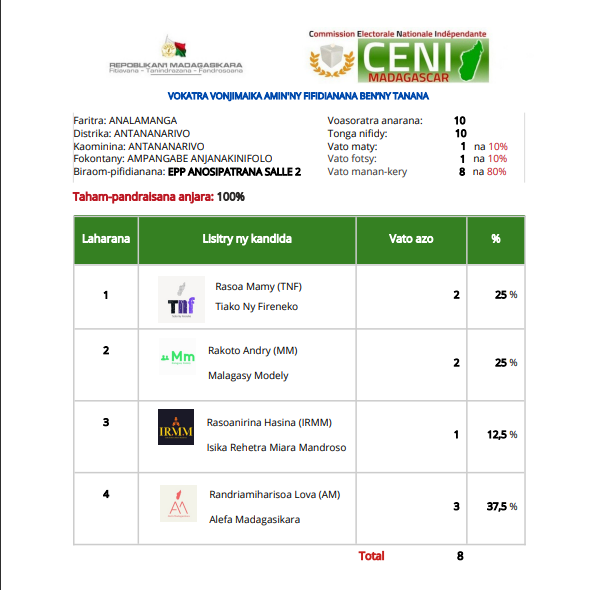 REPOBLIKAN'I MADAGASIKARA
Fitiavana - Tanindrazana - Fandrosoana
Commission Electorale Nationale Indépendante
CENI
MADAGASCAR
VOKATRA VONJIMAIKA AMIN'NY FIFIDIANANA BEN'NY TANANA
Faritra: ANALAMANGA
Distrika: ANTANANARIVO
Kaominina: ANTANANARIVO
Fokontany: AMPANGABE ANJANAKINIFOLO
Biraom-pifidianana: EPP ANOSIPATRANA SALLE 2
Voasoratra anarana: 10
Tonga nifidy: 10
Vato maty: 1 na 10%
Vato fotsy: 1 na 10%
Vato manan-kery 8 na 80%
Taham-pandraisana anjara: 100%
Laharana Lisitry ny kandida Vato azo %
1 Tnf Rasoa Mamy (TNF) 2 25 %
Tiako Ny Fireneko
2 Mm Rakoto Andry (MM) 2 25 %
Malagasy Modely
3 IRMM Rasoanirina Hasina (IRMM) 1 12,5 %
Isika Rehetra Miara Mandroso
4 AM Randriamiharisoa Lova (AM) 3 37,5 %
Alefa Madagasikara
Total 8